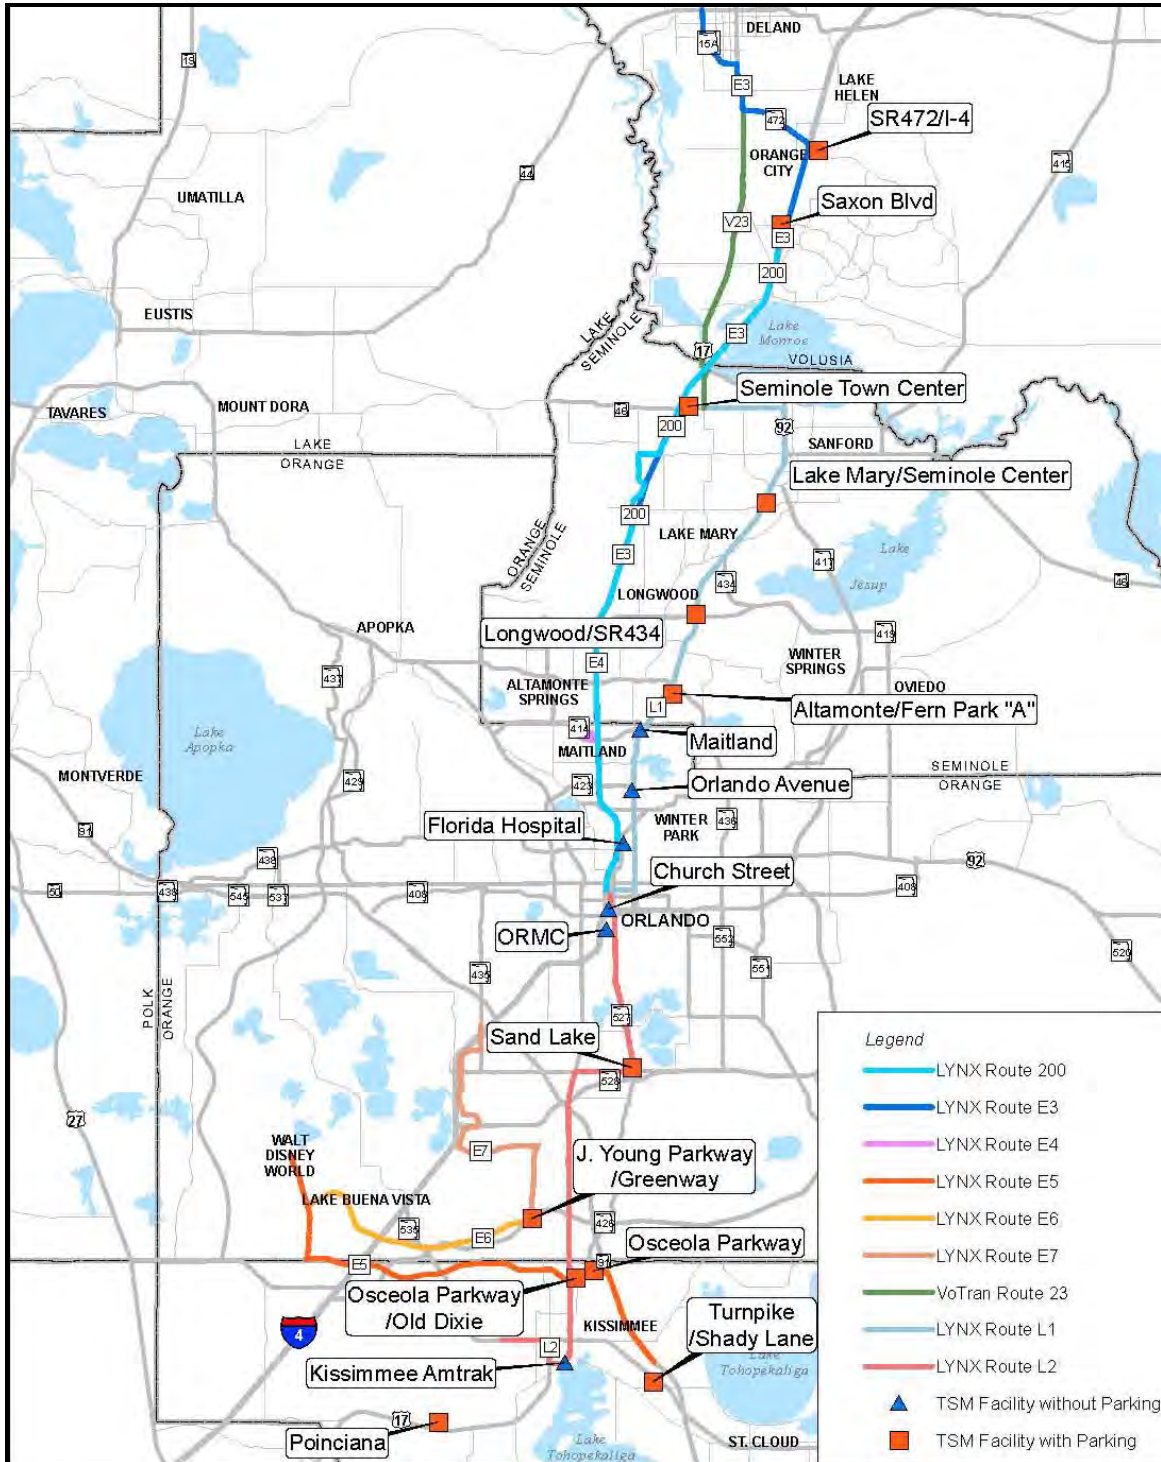 DELAND
15A
19
E3
LAKE
HELEN
SR472/I-4
472
ORANGE
CITY
415
44
UMATILLA
Saxon Blvd
V23
E3
200
EUSTIS
LAKE
SEMINOLE
E3
Lake
Monroe
17
VOLUSIA
Seminole Town Center
TAVARES
MOUNT DORA
46
200
92
SANFORD
LAKE
ORANGE
Lake Mary/Seminole Center
200
LAKE MARY
ORANGE
SEMINOLE
E3
Lake
Jesup
417
434
46
LONGWOOD
APOPKA
Longwood/SR434
419
WINTER
SPRINGS
E4
437
ALTAMONTE
SPRINGS
OVIEDO
L1
Altamonte/Fern Park "A"
414
Lake
Apopka
MAITLAND
Maitland
MONTVERDE
429
423
Orlando Avenue
SEMINOLE
ORANGE
91
Florida Hospital
WINTER
PARK
436
438
92
Church Street
50
438
545
537
408
408
ORMC
ORLANDO
552
520
435
551
POLK
ORANGE
527
Sand Lake
528
27
WALT
DISNEY
WORLD
E7
J. Young Parkway
/Greenway
LAKE BUENA VISTA
535
E6
426
Osceola Parkway
E5
91
Osceola Parkway
/Old Dixie
4
KISSIMMEE
Turnpike
/Shady Lane
L2
Kissimmee Amtrak
Lake
Tohopekaliga
17
Poinciana
Lake
Tohopekaliga
ST. CLOUD
Legend
LYNX Route 200
LYNX Route E3
LYNX Route E4
LYNX Route E5
LYNX Route E6
LYNX Route E7
VoTran Route 23
LYNX Route L1
LYNX Route L2
TSM Facility without Parking
TSM Facility with Parking